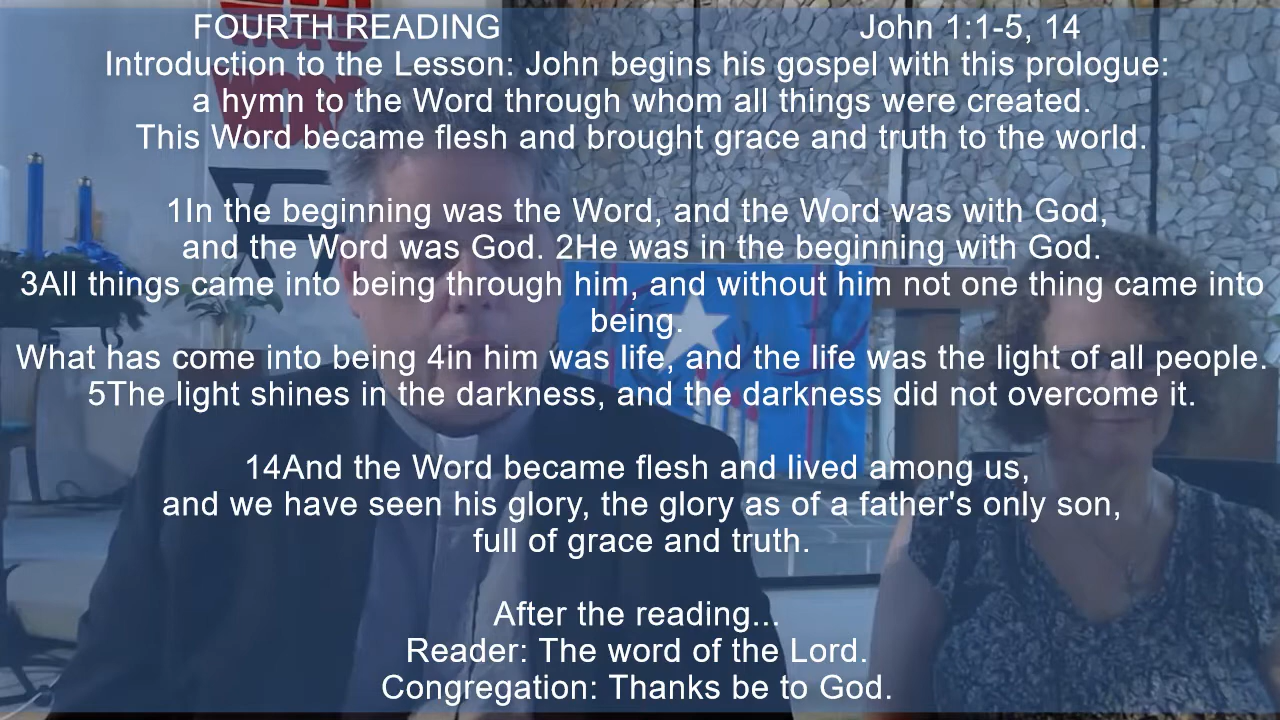 FOURTH READING John 1:1-5, 14
Introduction to the Lesson: John begins his gospel with this prologue:
a hymn to the Word through whom all things were created.
This Word became flesh and brought grace and truth to the world.
1In the beginning was the Word, and the Word was with God,
and the Word was God. 2He was in the beginning with God.
3All things came into being through him, and without him not one thing came into
being.
What has come into being 4in him was life, and the life was the light of all people.
5The light shines in the darkness, and the darkness did not overcome it.
14And the Word became flesh and lived among us,
and we have seen his glory, the glory as of a father's only son,
full of grace and truth.
After the reading...
Reader: The word of the Lord.
Congregation: Thanks be to God.